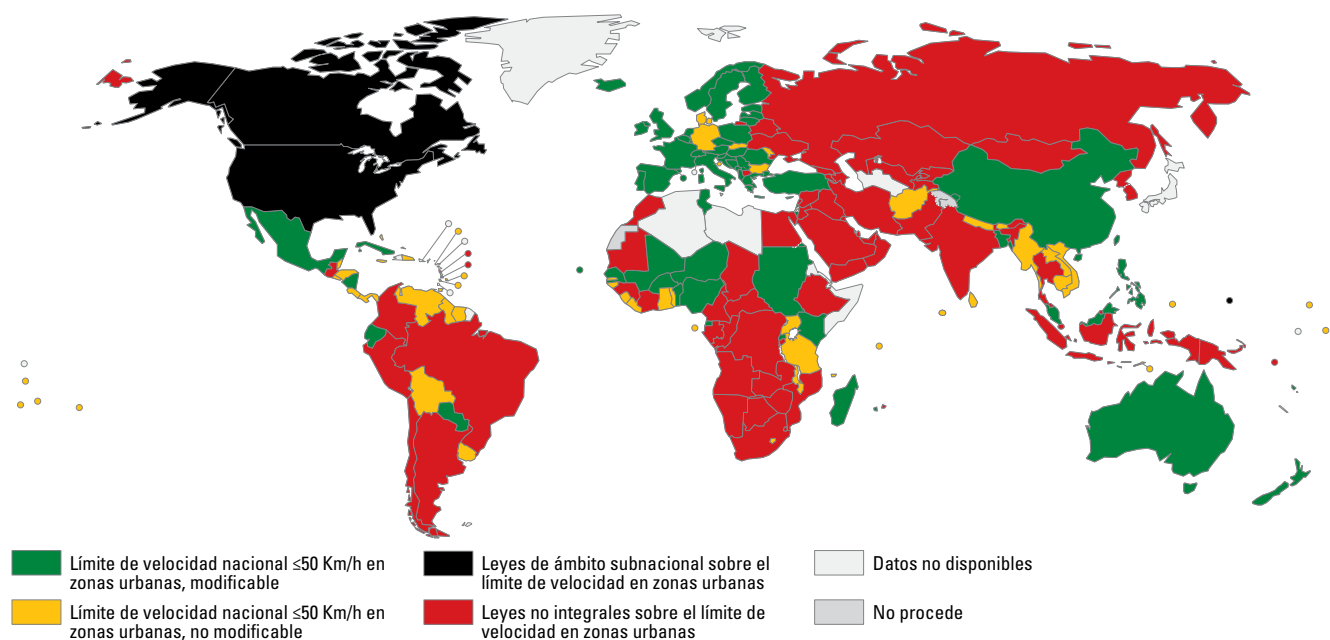 Límite de velocidad nacional ≤50 Km/h en
zonas urbanas, modificable
Límite de velocidad nacional ≤50 Km/h en
zonas urbanas, no modificable
Leyes de ámbito subnacional sobre el
límite de velocidad en zonas urbanas
Leyes no integrales sobre el límite de
velocidad en zonas urbanas
Datos no disponibles
No procede